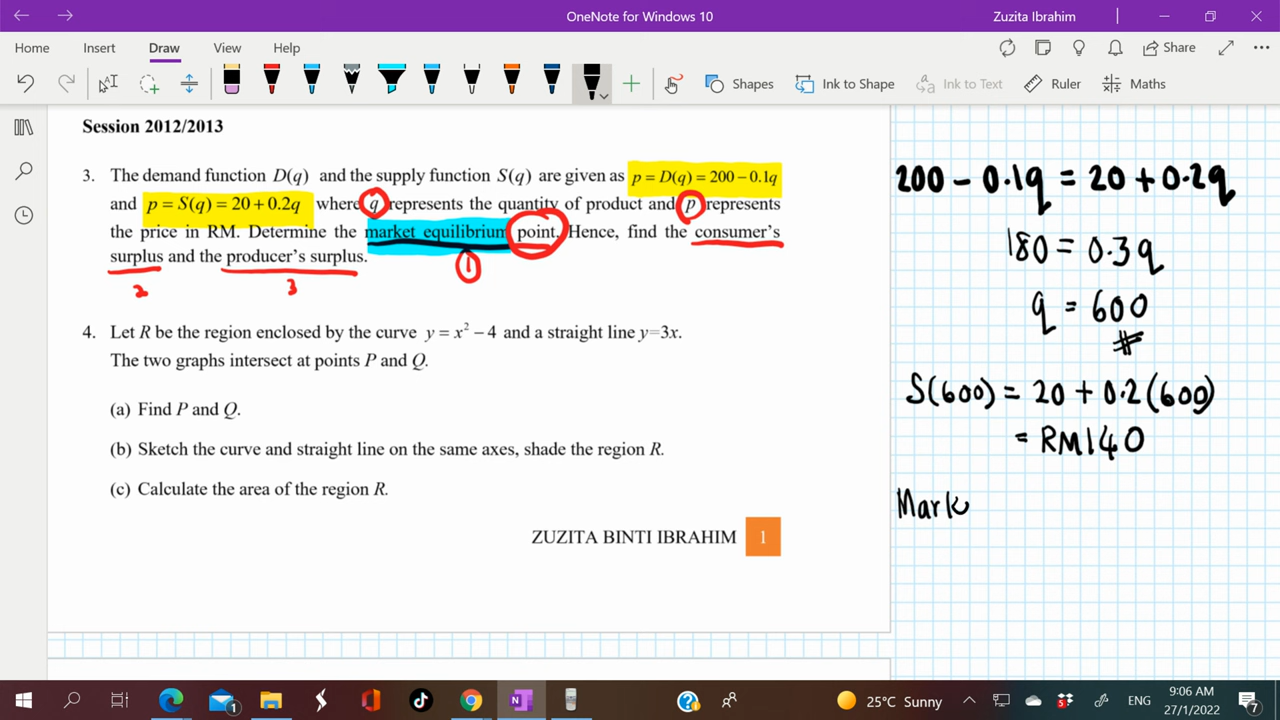 OneNote for Windows 10
Zuzita Ibrahim
Home Insert Draw View Help
Share
Shapes Ink to Shape Ink to Text Ruler Maths
Session 2012/2013
3. The demand function D(q) and the supply function S(q) are given as p = D(q) = 200 − 0.1q
and p = S(q) = 20 + 0.2q where q represents the quantity of product and p represents
the price in RM. Determine the market equilibrium point. Hence, find the consumer's
surplus and the producer's surplus.
1
2 3
4. Let R be the region enclosed by the curve y = x² − 4 and a straight line y=3x.
The two graphs intersect at points P and Q.
(a) Find P and Q.
(b) Sketch the curve and straight line on the same axes, shade the region R.
(c) Calculate the area of the region R.
ZUZITA BINTI IBRAHIM 1
200 − 0.1q = 20 + 0.2q
180 = 0.3q
q = 600
S(600) = 20 + 0.2(600)
= RM140
Mark
1
25°C Sunny
ENG
9:06 AM
27/1/2022
7